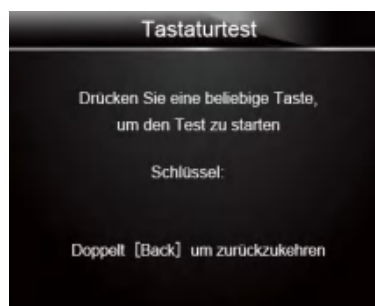 Tastaturtest
Drücken Sie eine beliebige Taste,
um den Test zu starten
Schlüssel:
Doppelt [Back] um zurückzukehren